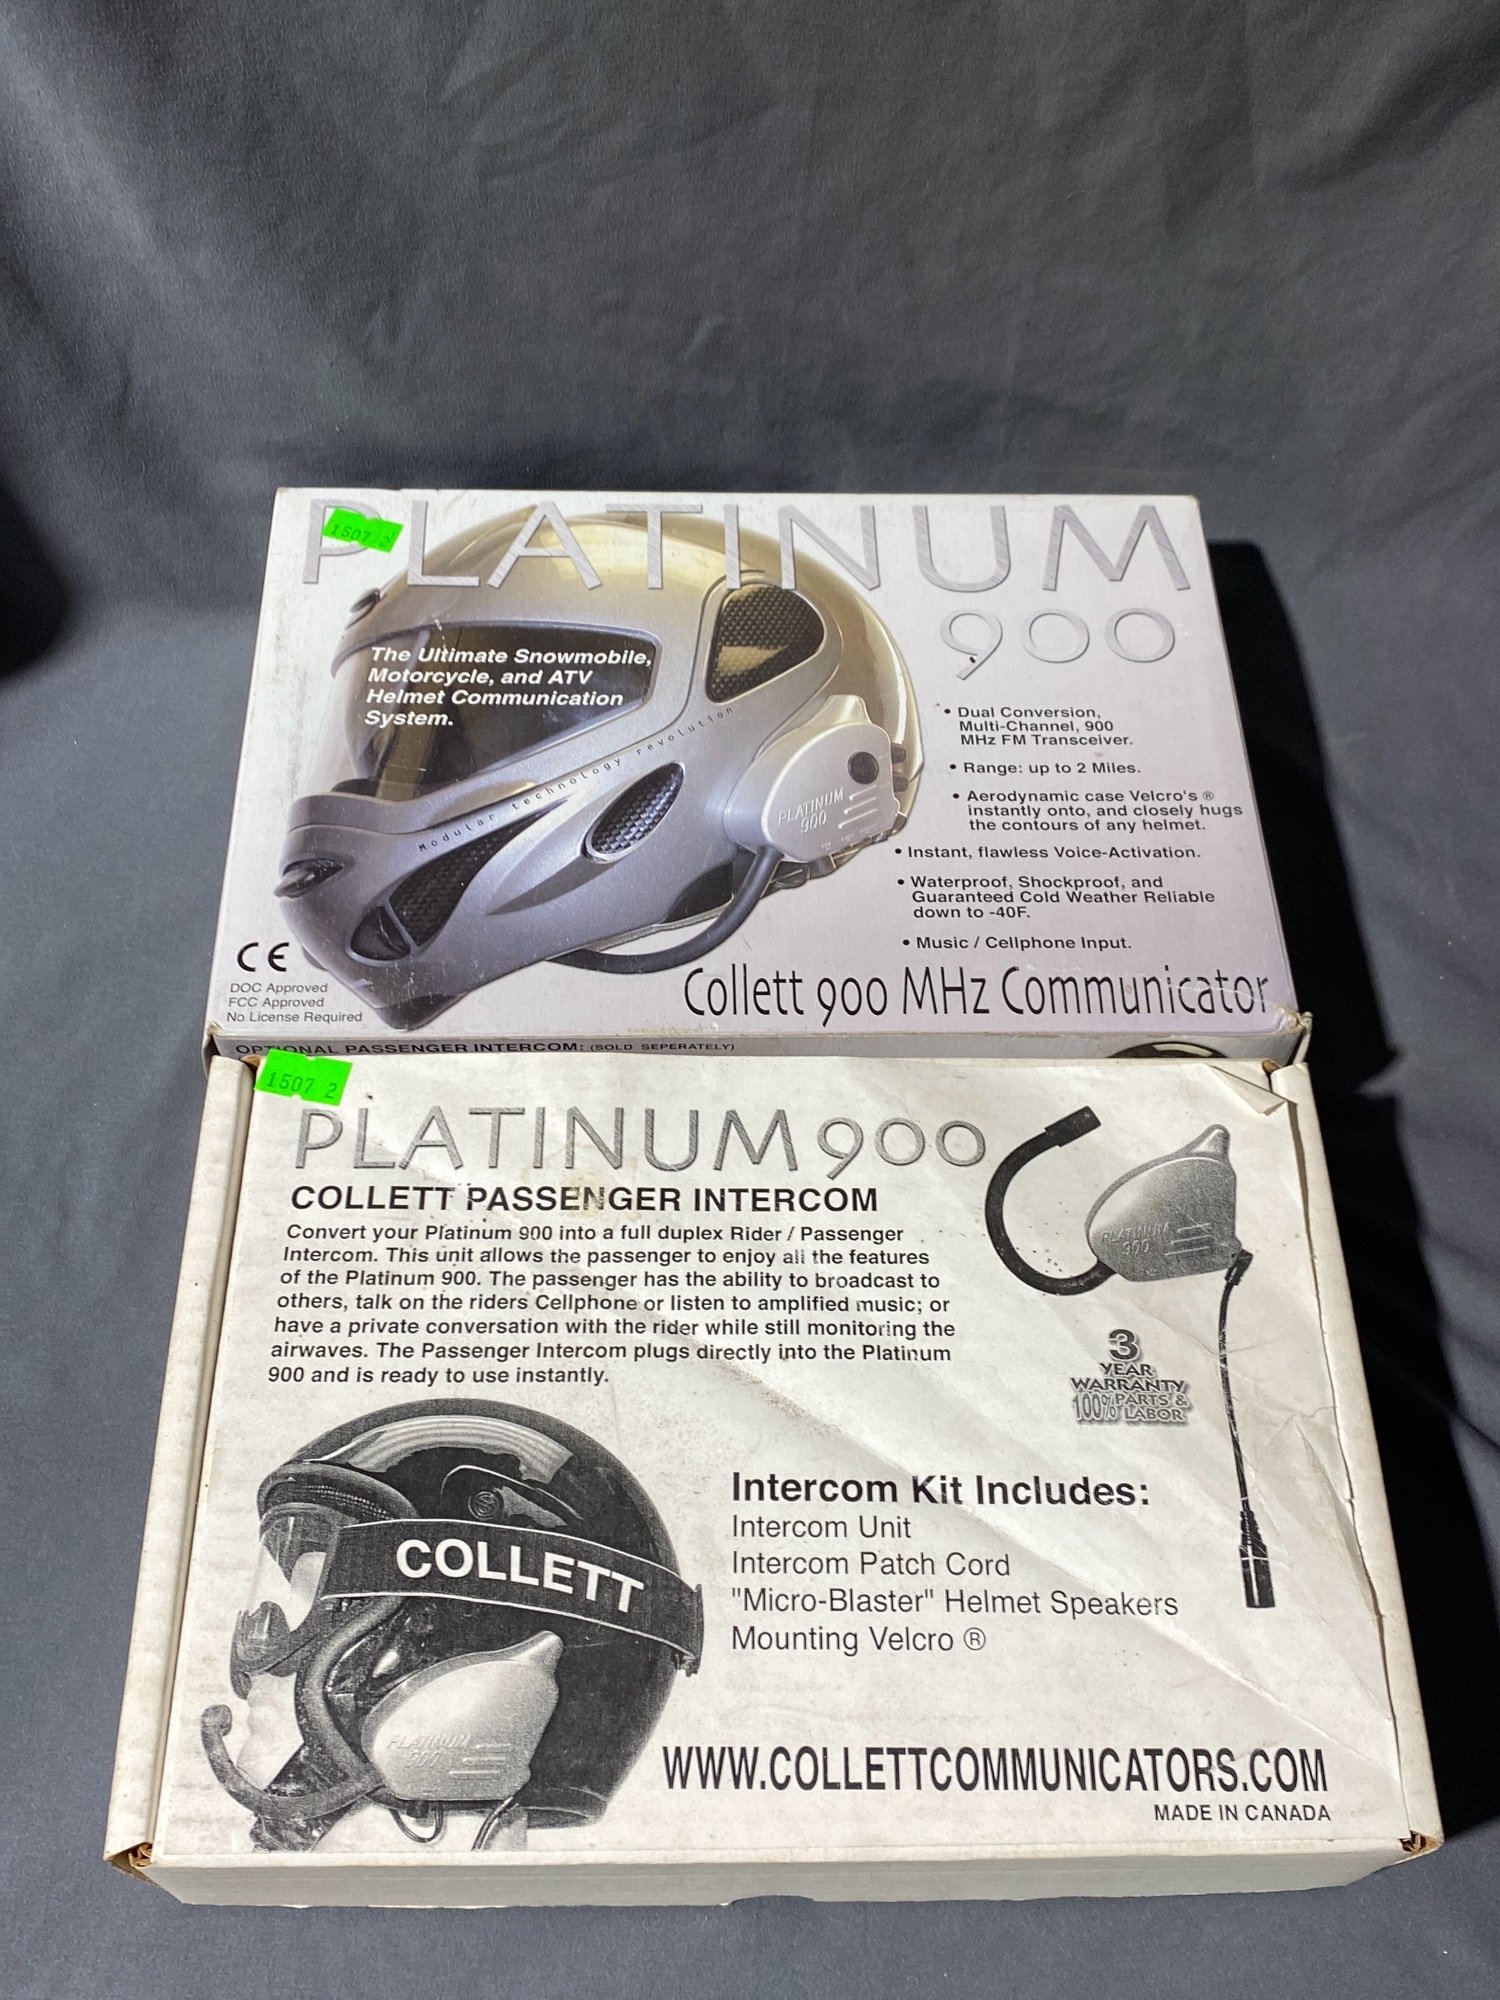 PLATINUM
900
1507 2
The Ultimate Snowmobile,
Motorcycle, and ATV
Helmet Communication
System.
Modular technology revolution
PLATINUM
900
• Dual Conversion,
Multi-Channel, 900
MHz FM Transceiver.
• Range: up to 2 Miles.
• Aerodynamic case Velcro's ®
instantly onto, and closely hugs
the contours of any helmet.
• Instant, flawless Voice-Activation.
• Waterproof, Shockproof, and
Guaranteed Cold Weather Reliable
down to -40F.
• Music / Cellphone Input.
CE
DOC Approved
FCC Approved
No License Required
Collett 900 MHz Communicator
OPTIONAL PASSENGER INTERCOM: (SOLD SEPERATELY)
1507 2
PLATINUM 900
COLLETT PASSENGER INTERCOM
Convert your Platinum 900 into a full duplex Rider / Passenger
Intercom. This unit allows the passenger to enjoy all the features
of the Platinum 900. The passenger has the ability to broadcast to
others, talk on the riders Cellphone or listen to amplified music; or
have a private conversation with the rider while still monitoring the
airwaves. The Passenger Intercom plugs directly into the Platinum
900 and is ready to use instantly.
PLATINUM
900
3
YEAR
WARRANTY
100% PARTS &
LABOR
COLLETT
PLATINUM
900
Intercom Kit Includes:
Intercom Unit
Intercom Patch Cord
"Micro-Blaster" Helmet Speakers
Mounting Velcro ®
WWW.COLLETTCOMMUNICATORS.COM
MADE IN CANADA